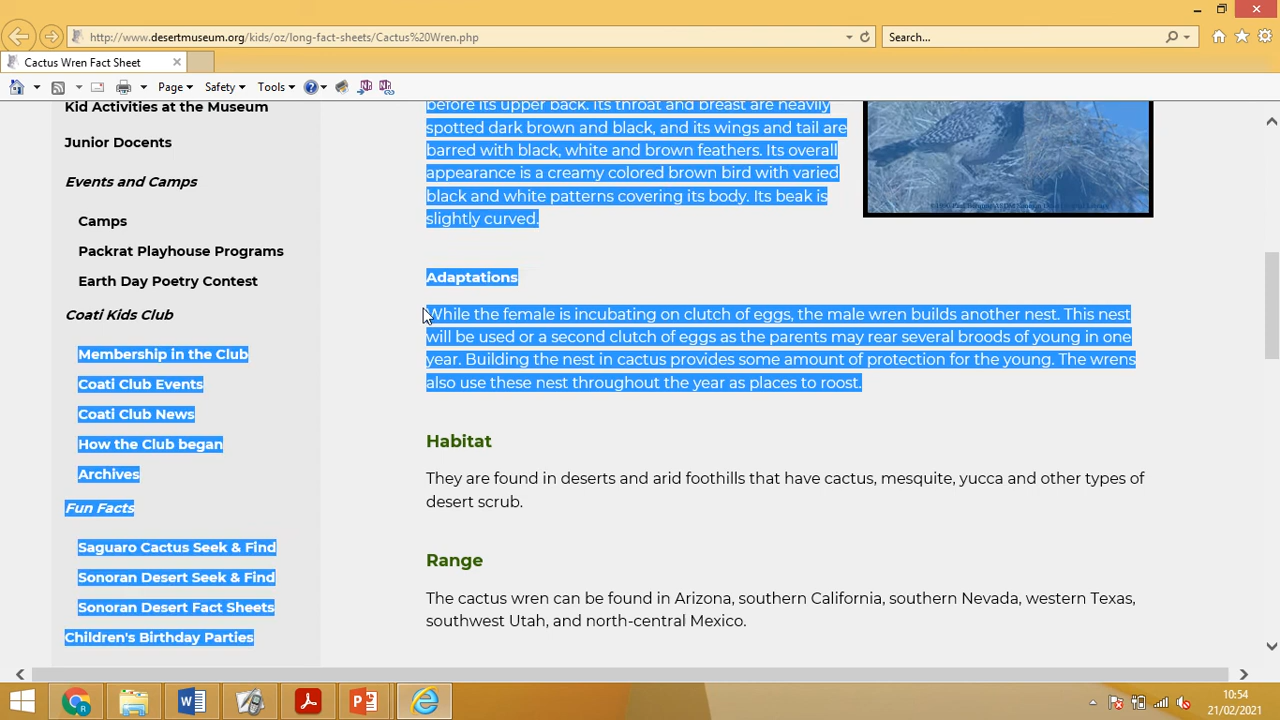 http://www.desertmuseum.org/kids/oz/long-fact-sheets/Cactus%20Wren.php
Search...
Cactus Wren Fact Sheet
Page
Safety
Tools
Kid Activities at the Museum
Junior Docents
Events and Camps
Camps
Packrat Playhouse Programs
Earth Day Poetry Contest
Coati Kids Club
Membership in the Club
Coati Club Events
Coati Club News
How the Club began
Archives
Fun Facts
Saguaro Cactus Seek & Find
Sonoran Desert Seek & Find
Sonoran Desert Fact Sheets
Children's Birthday Parties
before its upper back. Its throat and breast are heavily
spotted dark brown and black, and its wings and tail are
barred with black, white and brown feathers. Its overall
appearance is a creamy colored brown bird with varied
black and white patterns covering its body. Its beak is
slightly curved.
Adaptations
While the female is incubating on clutch of eggs, the male wren builds another nest. This nest
will be used or a second clutch of eggs as the parents may rear several broods of young in one
year. Building the nest in cactus provides some amount of protection for the young. The wrens
also use these nest throughout the year as places to roost.
Habitat
They are found in deserts and arid foothills that have cactus, mesquite, yucca and other types of
desert scrub.
Range
The cactus wren can be found in Arizona, southern California, southern Nevada, western Texas,
southwest Utah, and north-central Mexico.
10:54
21/02/2021